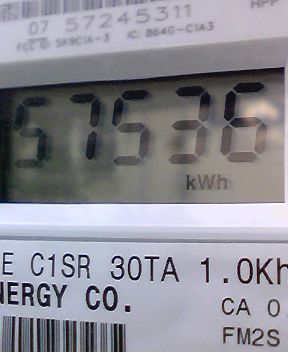 HPP
07 57245311
FCC ID: SK9C1A-3 IC: 864G-C1A3
57536
kWh
E C1SR 30TA 1.0Kh
NERGY CO.
CA 0.
FM2S